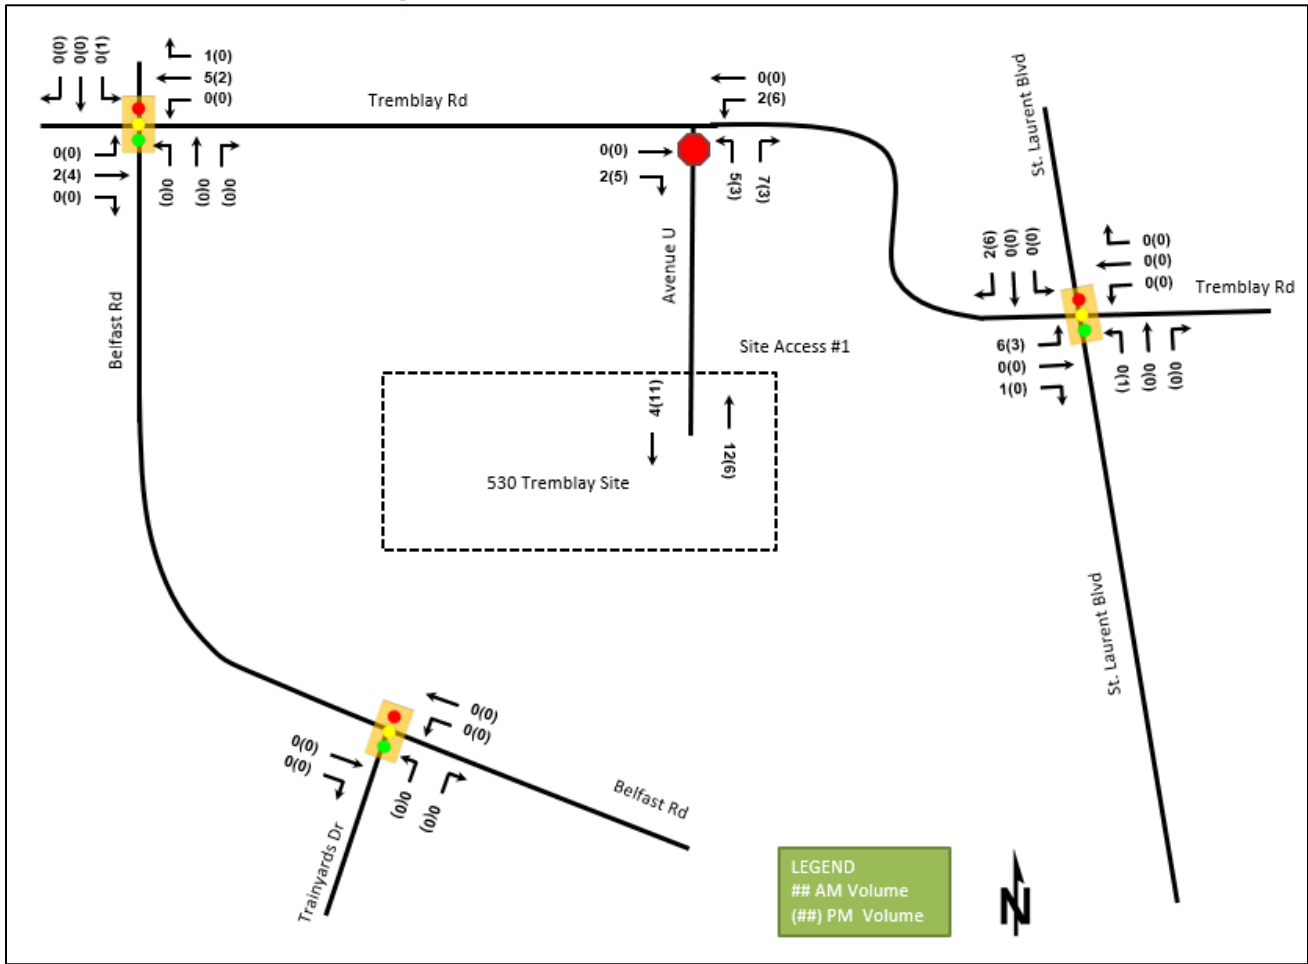 0(0)
0(0)
0(1)
1(0)
5(2)
0(0)
Tremblay Rd
0(0)
2(6)
St. Laurent Blvd
0(0)
2(4)
0(0)
0(0)
0(0)
0(0)
0(0)
2(5)
5(3)
7(3)
Avenue U
2(6)
0(0)
0(0)
0(0)
0(0)
0(0)
Tremblay Rd
Belfast Rd
Site Access #1
6(3)
0(0)
1(0)
0(1)
0(0)
0(0)
4(11)
12(6)
530 Tremblay Site
St. Laurent Blvd
0(0)
0(0)
0(0)
0(0)
0(0)
0(0)
Belfast Rd
Trainyards Dr
LEGEND
## AM Volume
(##) PM Volume
N